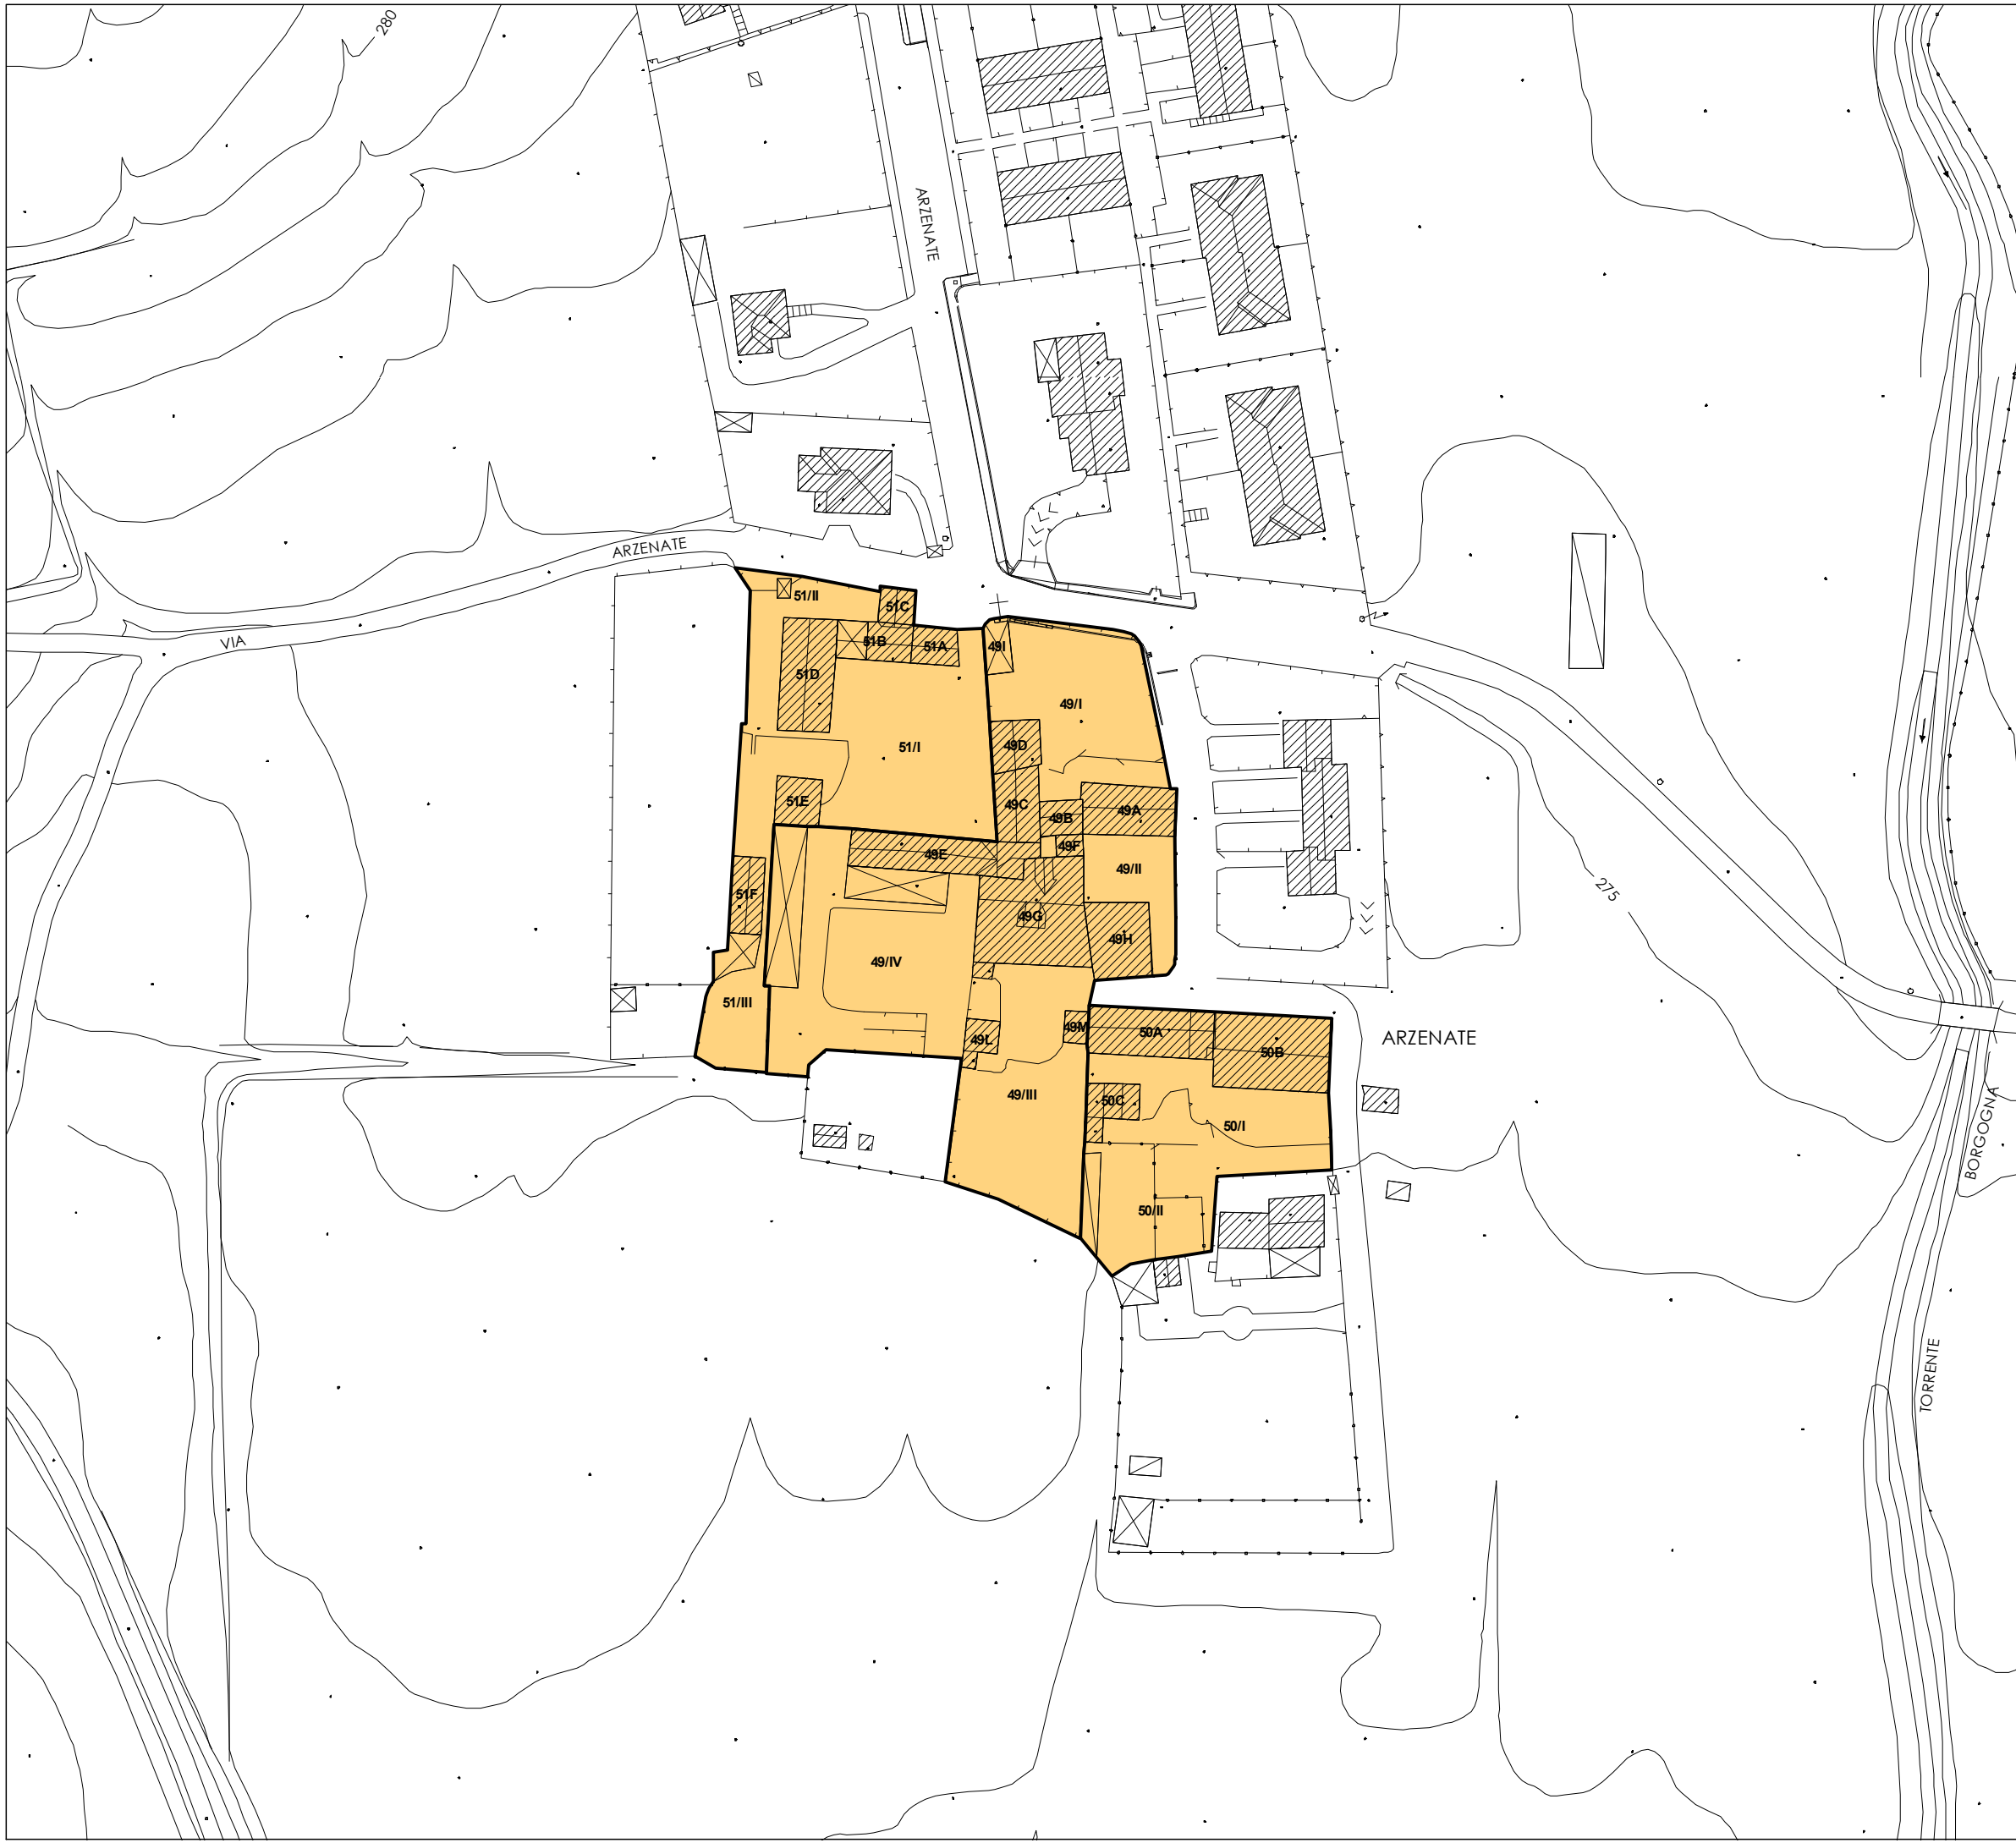 280
ARZENATE
ARZENATE
VIA
51/II
51C
51B
51A
49I
51D
49/I
51/I
49D
51E
49C
49B
49A
49F
49E
49/II
275
51F
49G
49H
49/IV
51/III
49M
50A
49L
ARZENATE
50B
49/III
50C
50/I
BORGOGNA
50/II
TORRENTE